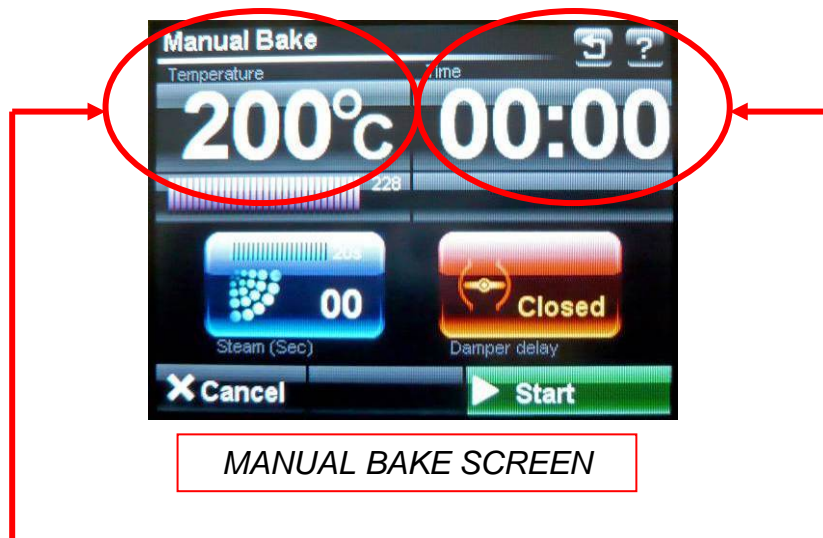 Manual Bake
?
Temperature
Time
200°C
00:00
228
20s
00
Closed
Steam (Sec)
Damper delay
X Cancel
Start
MANUAL BAKE SCREEN